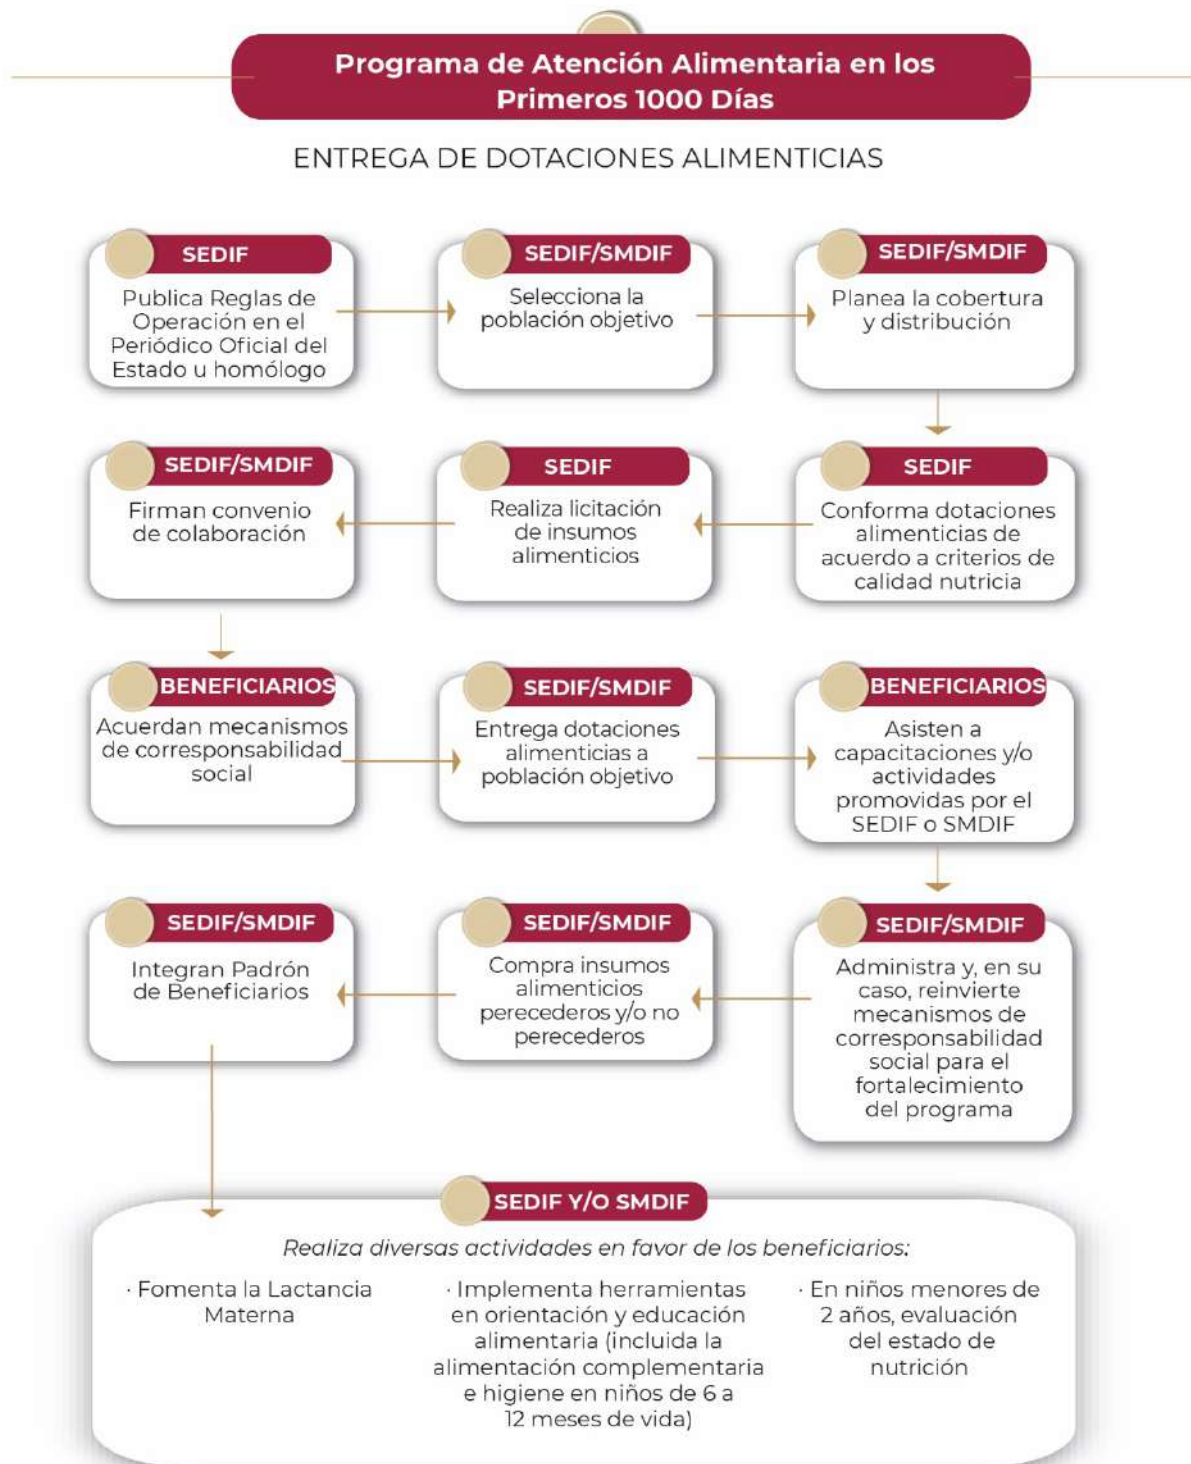 Programa de Atención Alimentaria en los
Primeros 1000 Días
ENTREGA DE DOTACIONES ALIMENTICIAS
SEDIF
Publica Reglas de
Operación en el
Periódico Oficial del
Estado u homólogo
SEDIF/SMDIF
Selecciona la
población objetivo
SEDIF/SMDIF
Planea la cobertura
y distribución
SEDIF
Conforma dotaciones
alimenticias de
acuerdo a criterios de
calidad nutricia
SEDIF
Realiza licitación
de insumos
alimenticios
SEDIF/SMDIF
Firman convenio
de colaboración
BENEFICIARIOS
Acuerdan mecanismos
de corresponsabilidad
social
SEDIF/SMDIF
Entrega dotaciones
alimenticias a
población objetivo
BENEFICIARIOS
Asisten a
capacitaciones y/o
actividades
promovidas por el
SEDIF o SMDIF
SEDIF/SMDIF
Administra y, en su
caso, reinvierte
mecanismos de
corresponsabilidad
social para el
fortalecimiento
del programa
SEDIF/SMDIF
Compra insumos
alimenticios
perecederos y/o no
perecederos
SEDIF/SMDIF
Integran Padrón
de Beneficiarios
SEDIF Y/O SMDIF
Realiza diversas actividades en favor de los beneficiarios:
· Fomenta la Lactancia
Materna
· Implementa herramientas
en orientación y educación
alimentaria (incluida la
alimentación complementaria
e higiene en niños de 6 a
12 meses de vida)
· En niños menores de
2 años, evaluación
del estado de
nutrición